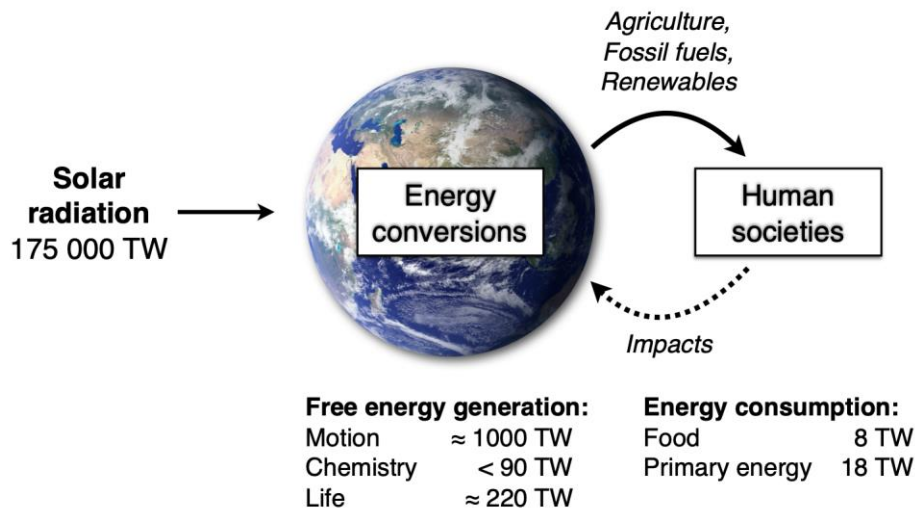 Agriculture,
Fossil fuels,
Renewables
Solar
radiation
175 000 TW
Energy
conversions
Human
societies
Impacts
Free energy generation:
Motion ≈ 1000 TW
Chemistry < 90 TW
Life ≈ 220 TW
Energy consumption:
Food 8 TW
Primary energy 18 TW